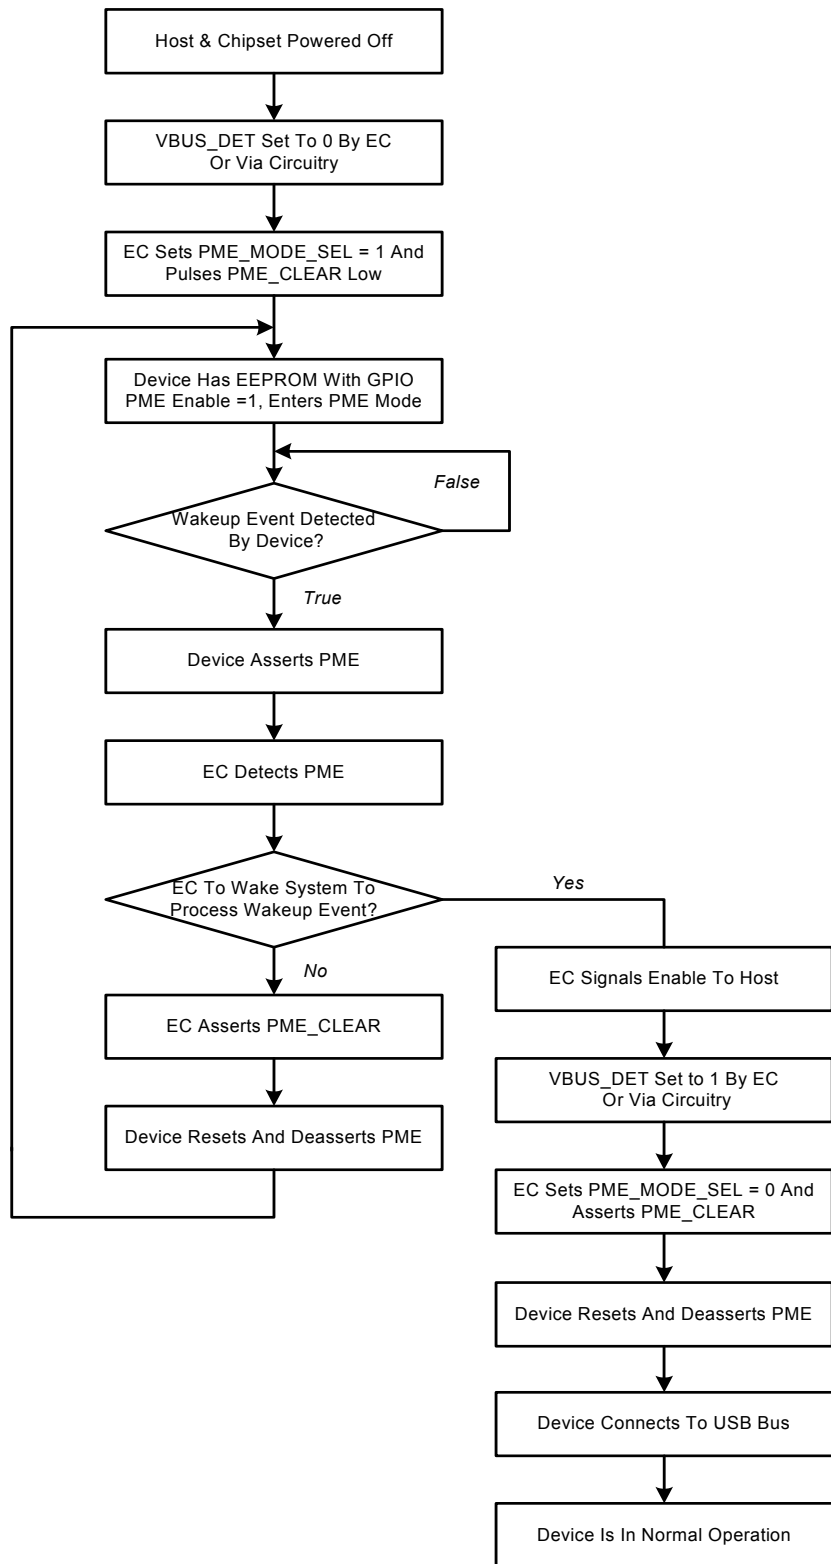 Host & Chipset Powered Off
VBUS_DET Set To 0 By EC
Or Via Circuitry
EC Sets PME_MODE_SEL = 1 And
Pulses PME_CLEAR Low
Device Has EEPROM With GPIO
PME Enable =1, Enters PME Mode
False
Wakeup Event Detected
By Device?
True
Device Asserts PME
EC Detects PME
EC To Wake System To
Process Wakeup Event?
Yes
No
EC Asserts PME_CLEAR
Device Resets And Deasserts PME
EC Signals Enable To Host
VBUS_DET Set to 1 By EC
Or Via Circuitry
EC Sets PME_MODE_SEL = 0 And
Asserts PME_CLEAR
Device Resets And Deasserts PME
Device Connects To USB Bus
Device Is In Normal Operation